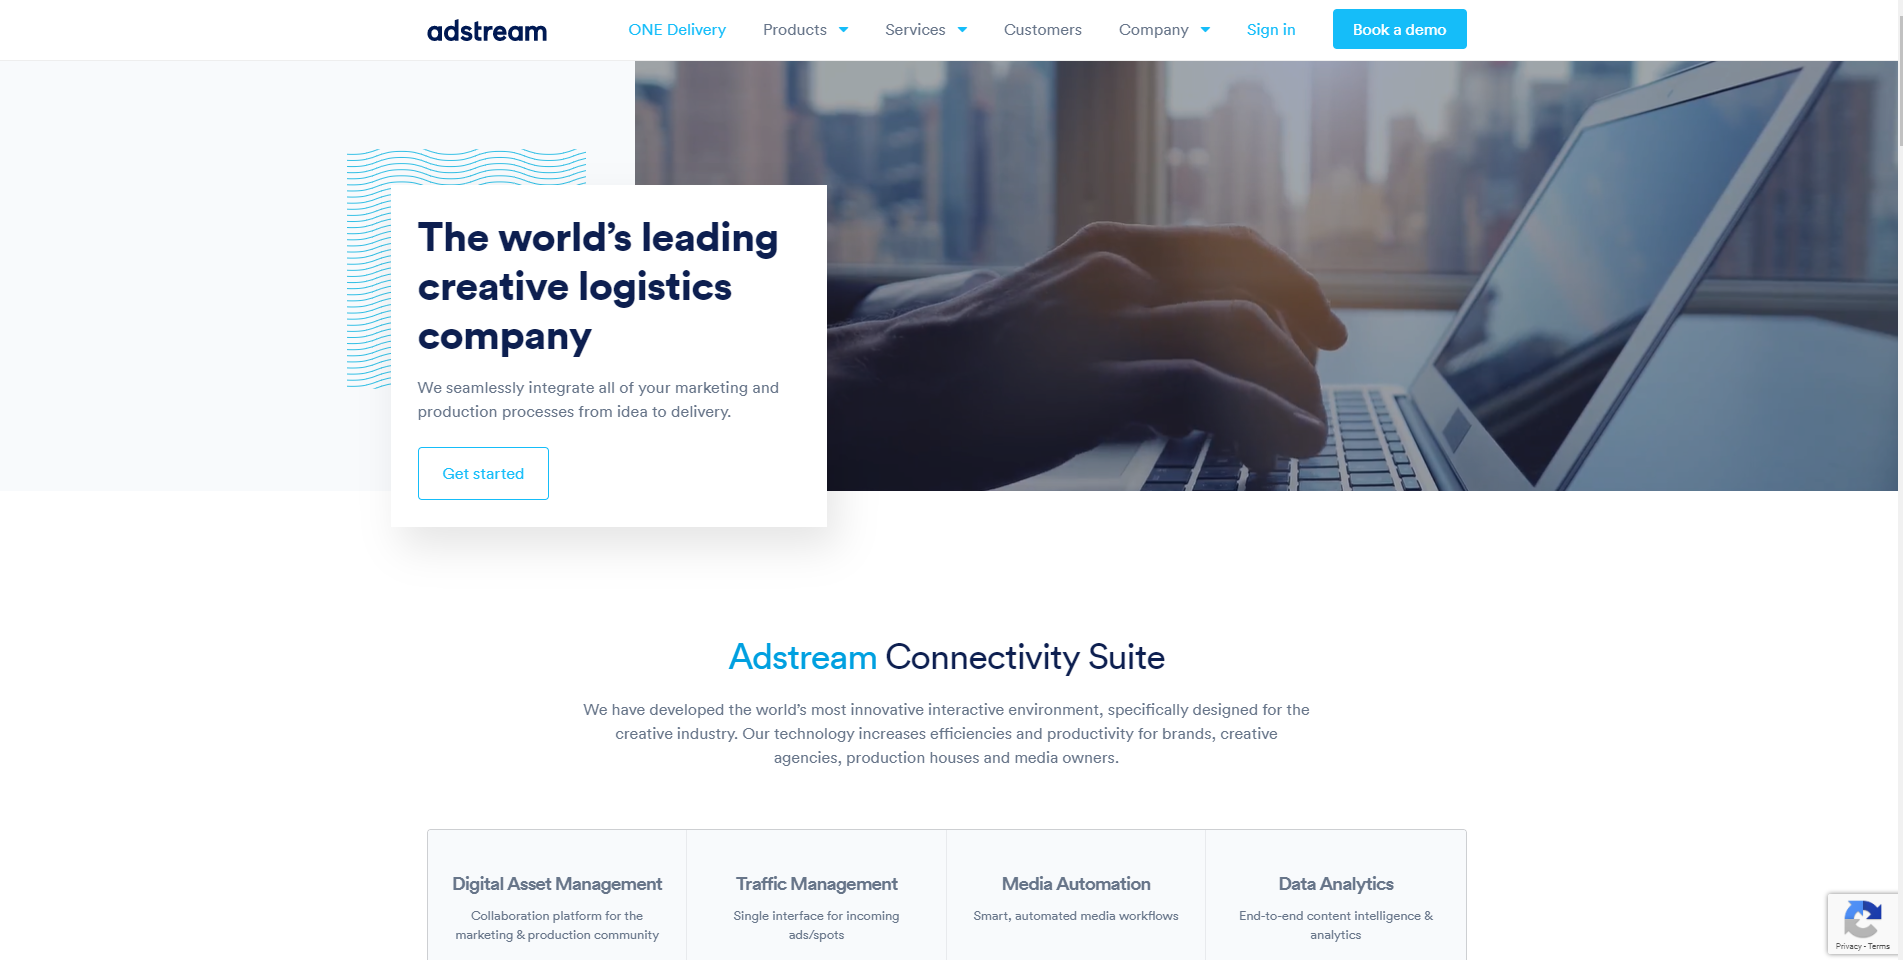 adstream
ONE Delivery
Products
Services
Customers
Company
Sign in
Book a demo
The world’s leading
creative logistics
company
We seamlessly integrate all of your marketing and
production processes from idea to delivery.
Get started
Adstream Connectivity Suite
We have developed the world’s most innovative interactive environment, specifically designed for the
creative industry. Our technology increases efficiencies and productivity for brands, creative
agencies, production houses and media owners.
Digital Asset Management
Collaboration platform for the
marketing & production community
Traffic Management
Single interface for incoming
ads/spots
Media Automation
Smart, automated media workflows
Data Analytics
End-to-end content intelligence &
analytics
Privacy - Terms